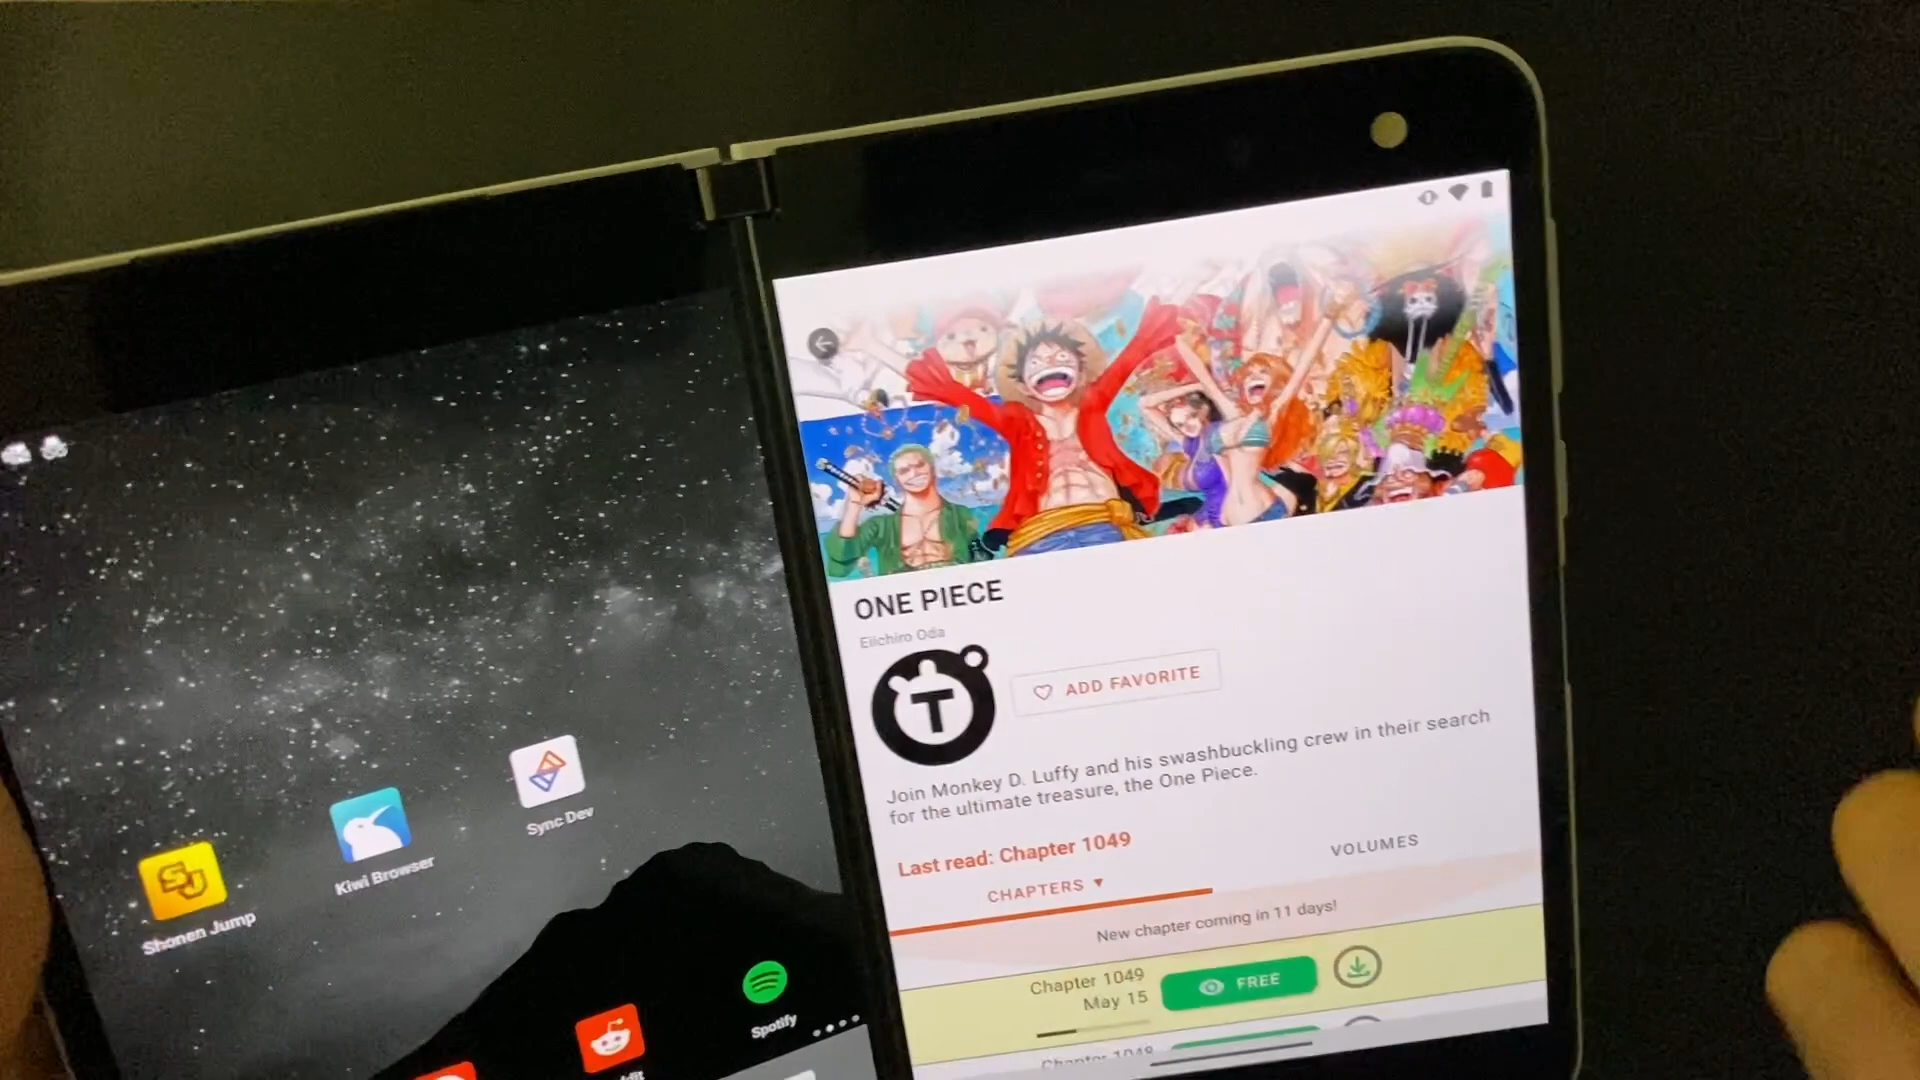 ONE PIECE
Eiichiro Oda
T
ADD FAVORITE
Join Monkey D. Luffy and his swashbuckling crew in their search
for the ultimate treasure, the One Piece.
Last read: Chapter 1049
CHAPTERS ▼
VOLUMES
New chapter coming in 11 days!
Chapter 1049
May 15
FREE
Chapter 1048
SJ
Shonen Jump
Kiwi Browser
Sync Dev
Spotify